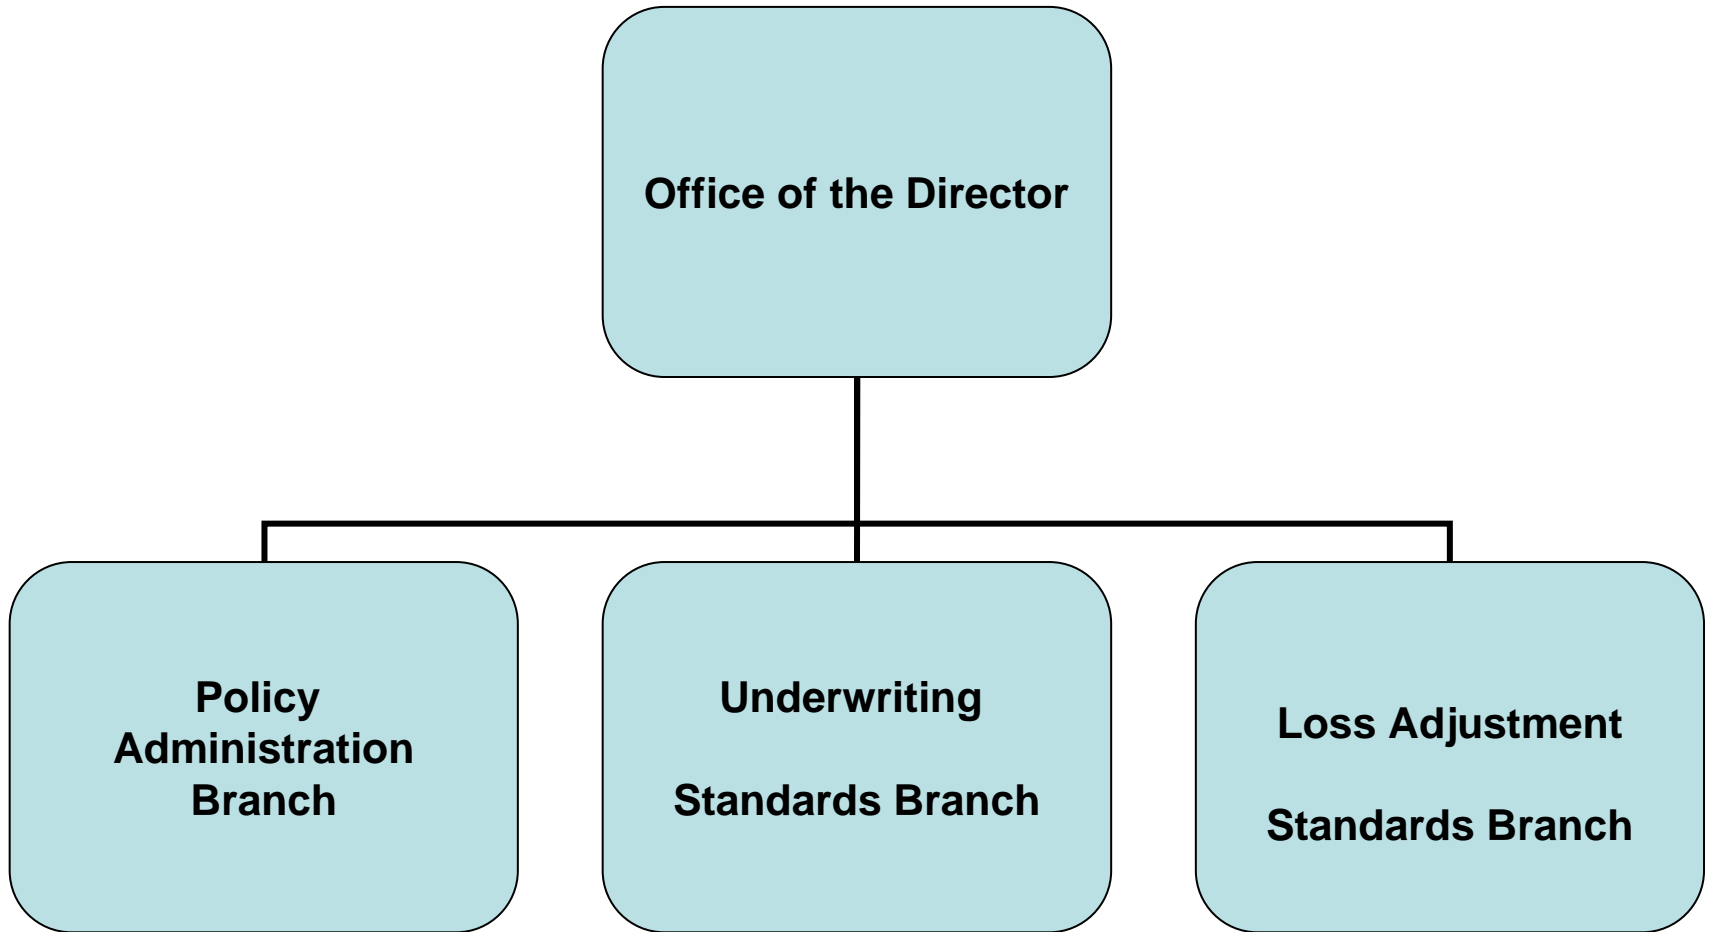 Office of the Director
Policy
Administration
Branch
Underwriting
Standards Branch
Loss Adjustment
Standards Branch